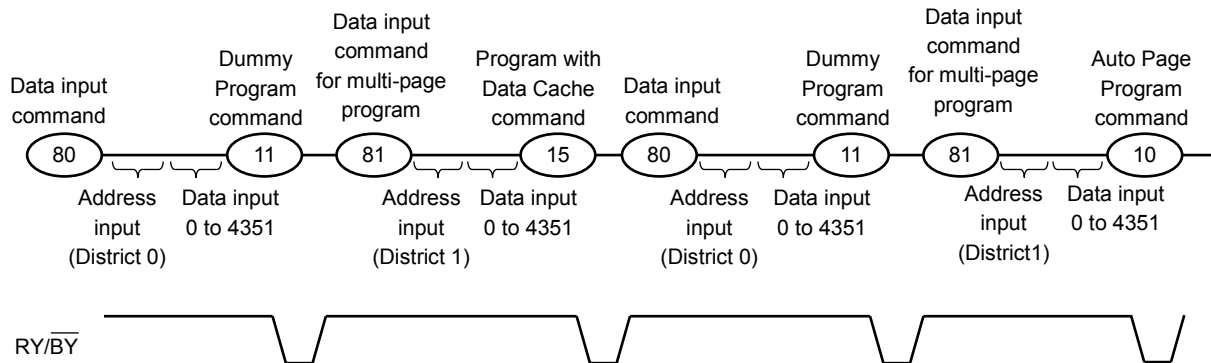 Data input
command
Dummy
Program
command
Data input
command
for multi-page
program
Program with
Data Cache
command
Data input
command
Dummy
Program
command
Data input
command
for multi-page
program
Auto Page
Program
command
80
11
81
15
80
11
81
10
Address
input
(District 0)
Data input
0 to 4351
Address
input
(District 1)
Data input
0 to 4351
Address
input
(District 0)
Data input
0 to 4351
Address
input
(District1)
Data input
0 to 4351
RY/B̅Y̅